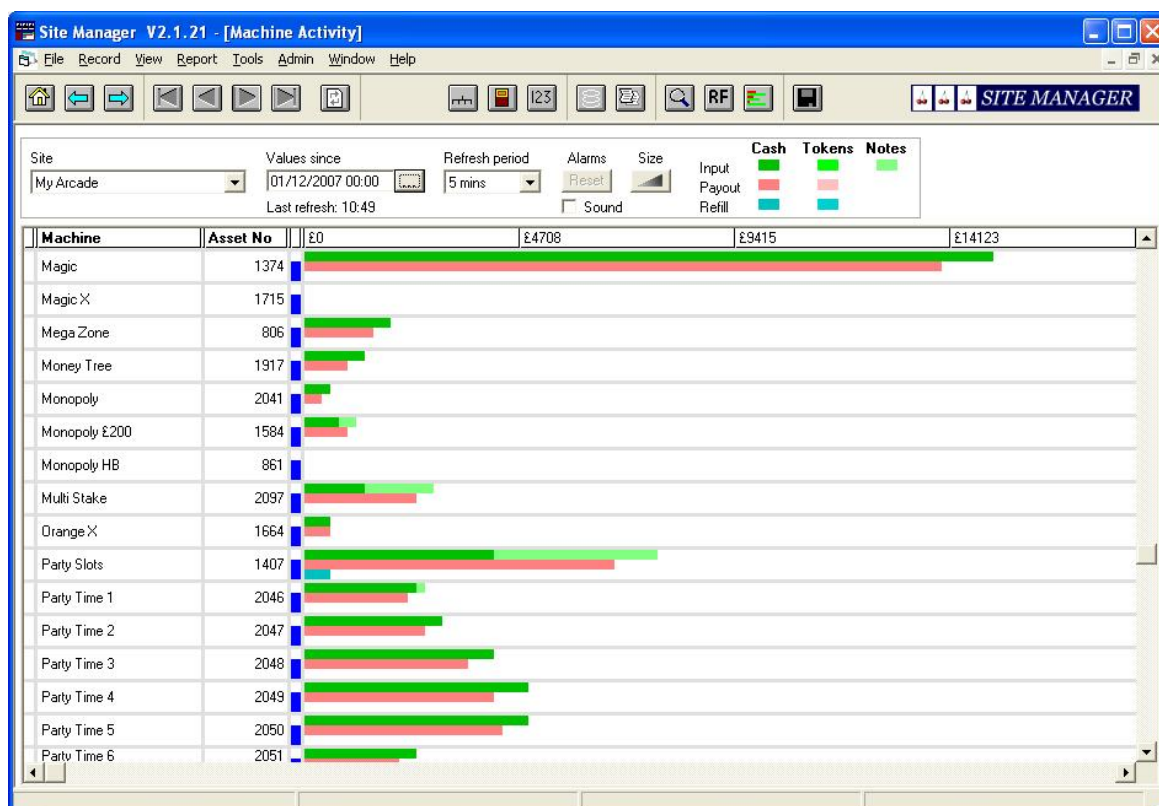 Site Manager V2.1.21 - [Machine Activity]
File Record View Report Tools Admin Window Help
123 RF SITE MANAGER
Site Values since Refresh period Alarms Size Cash Tokens Notes
My Arcade 01/12/2007 00:00 ... 5 mins Reset Input
Payout
Last refresh: 10:49 Sound Refill
Machine Asset No £0 £4708 £9415 £14123
Magic 1374
Magic X 1715
Mega Zone 806
Money Tree 1917
Monopoly 2041
Monopoly £200 1584
Monopoly HB 861
Multi Stake 2097
Orange X 1664
Party Slots 1407
Party Time 1 2046
Party Time 2 2047
Party Time 3 2048
Party Time 4 2049
Party Time 5 2050
Party Time 6 2051